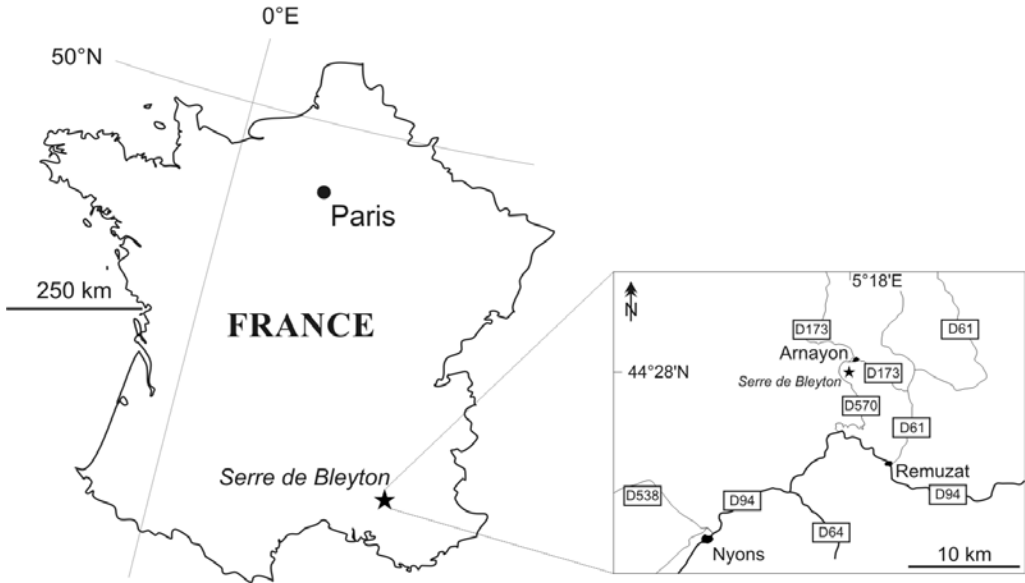 0°E
50°N
Paris
250 km
FRANCE
Serre de Bleyton
5°18'E
N
D173
D61
Arnayon
44°28'N
D173
Serre de Bleyton
D570
D61
Remuzat
D538
D94
D94
D64
Nyons
10 km